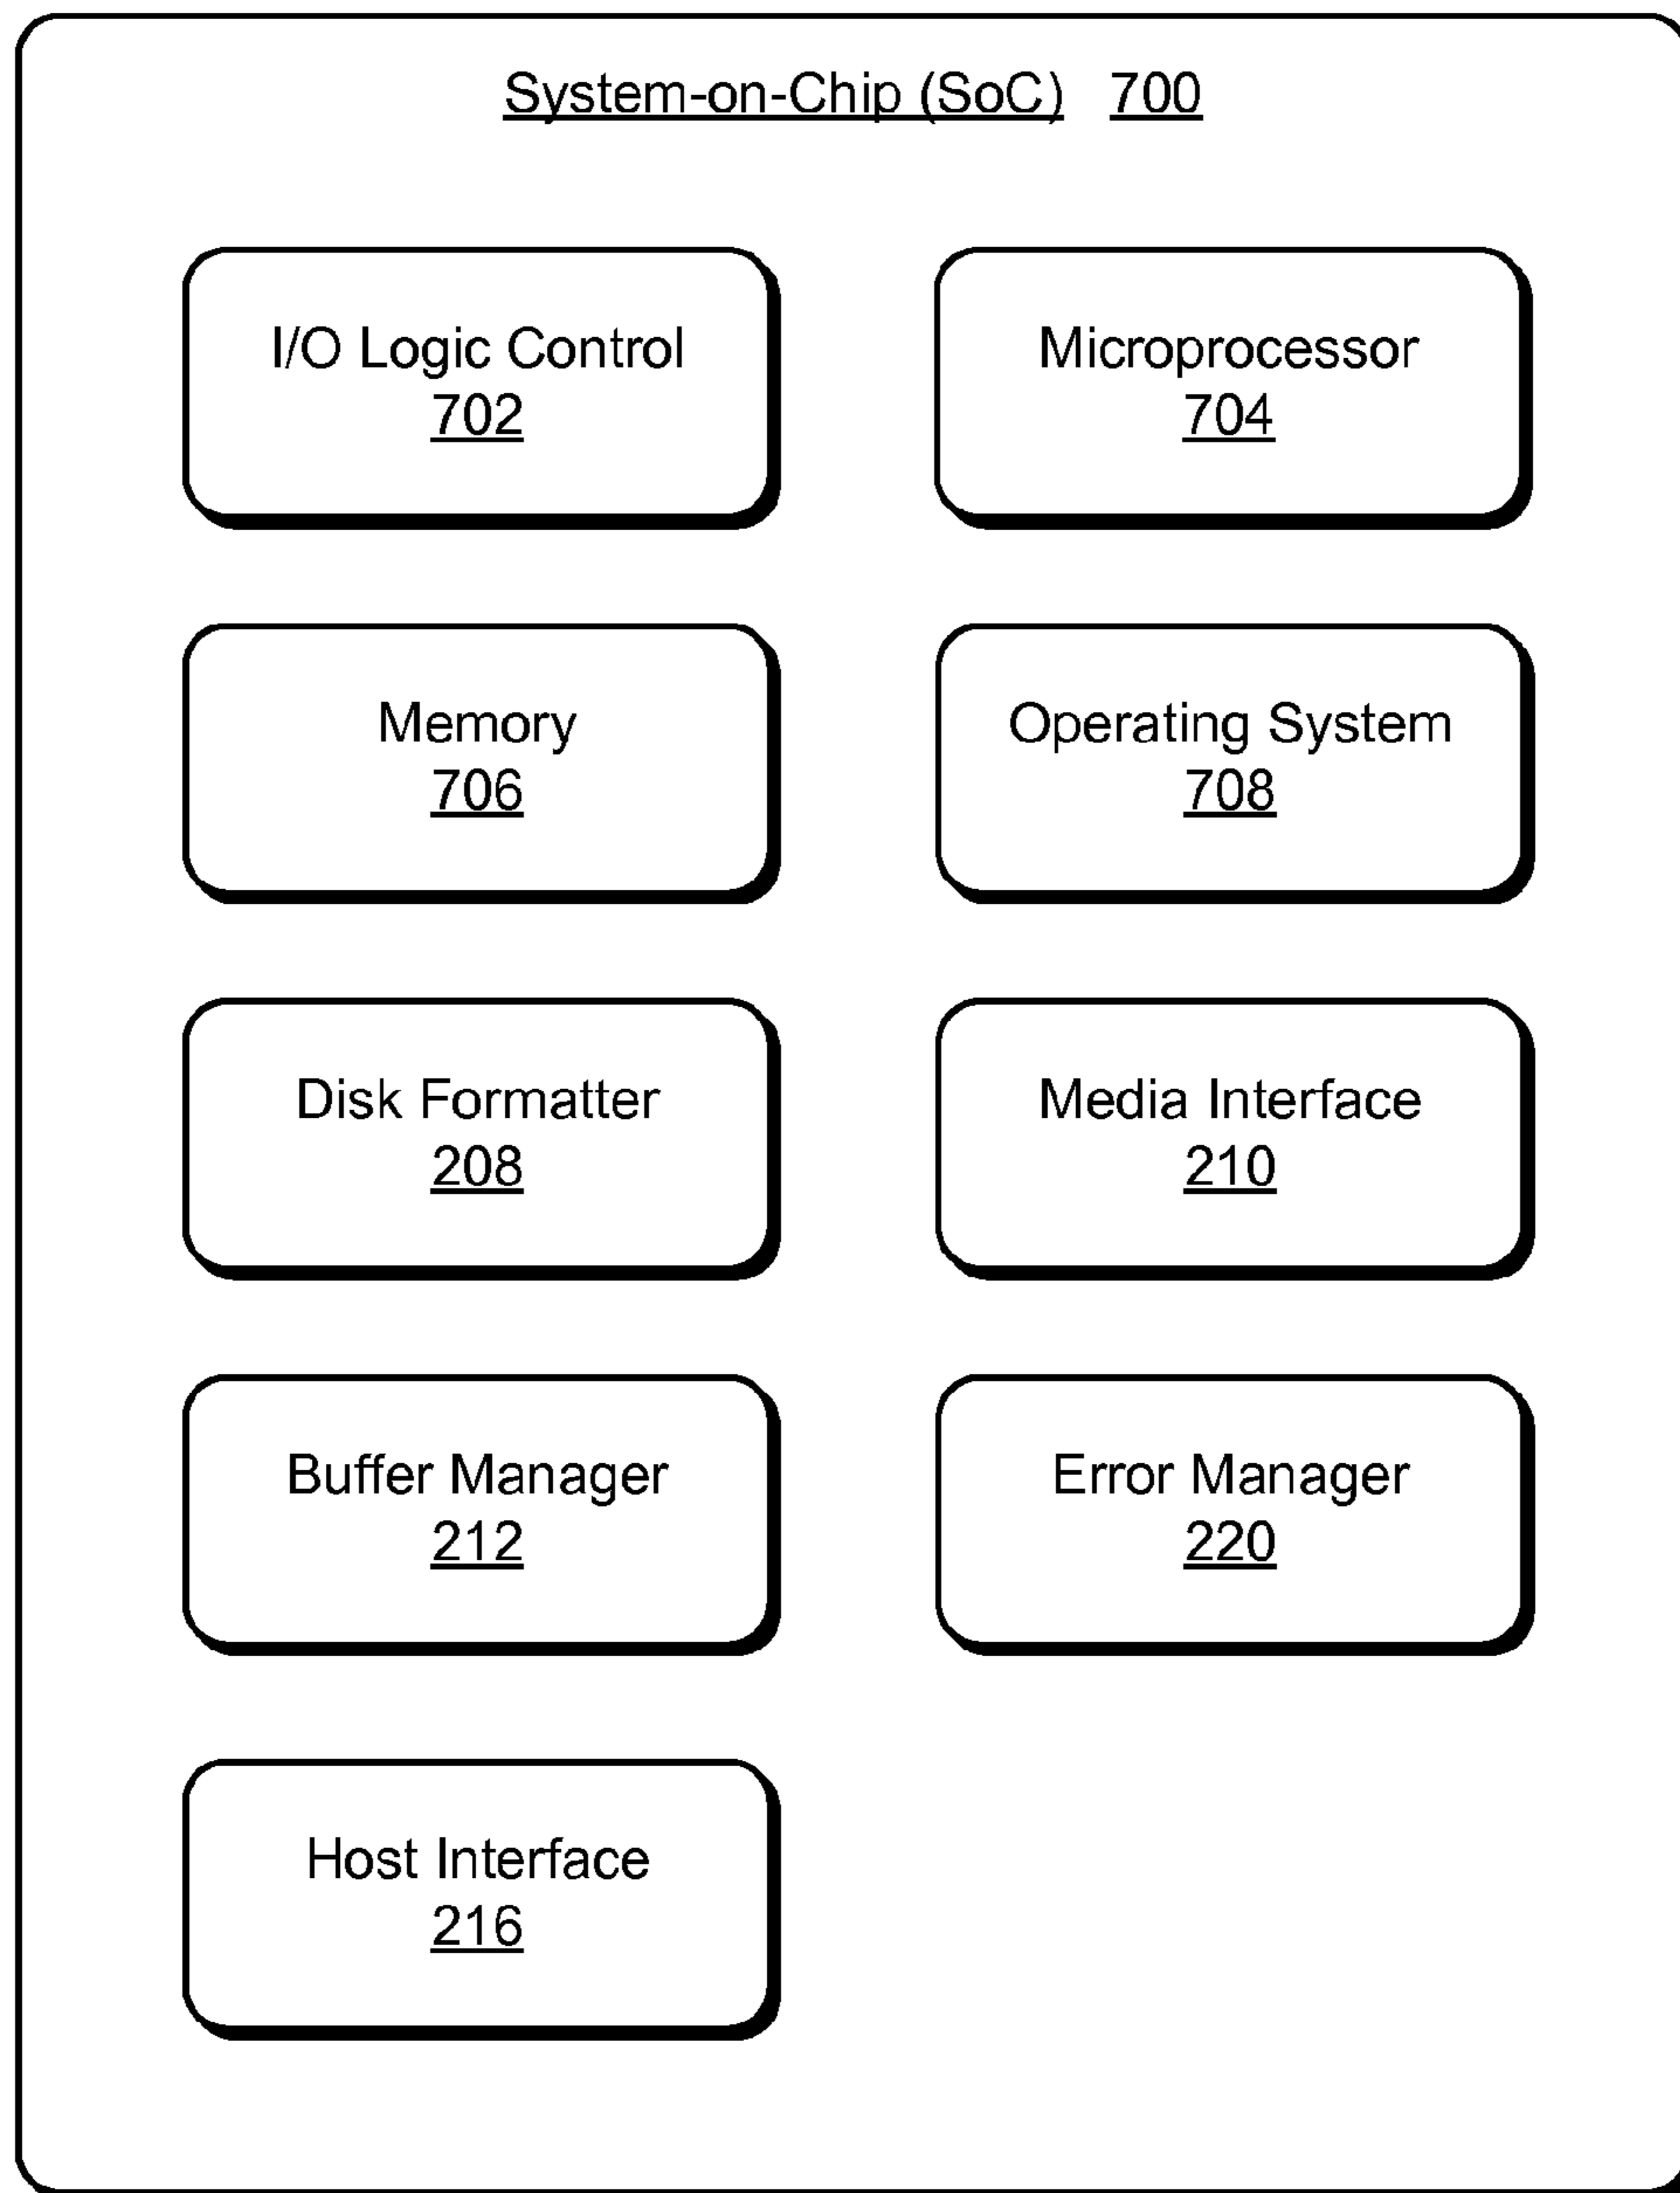 System-on-Chip (SoC) 700
I/O Logic Control
702
Microprocessor
704
Memory
706
Operating System
708
Disk Formatter
208
Media Interface
210
Buffer Manager
212
Error Manager
220
Host Interface
216